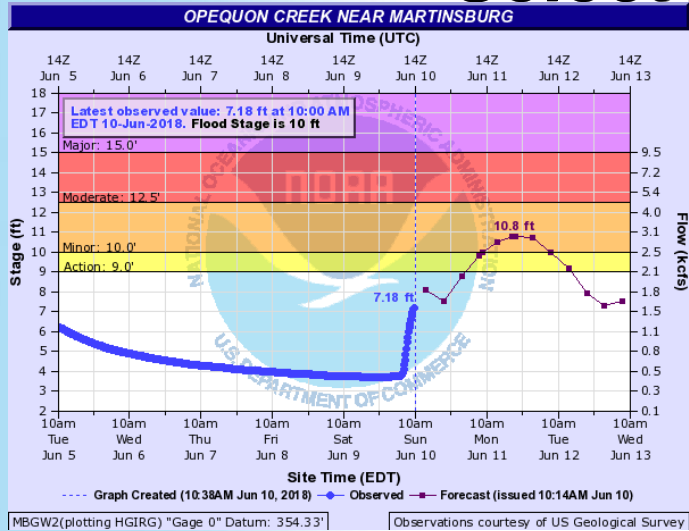 OPEQUON CREEK NEAR MARTINSBURG
Universal Time (UTC)
14Z 14Z 14Z 14Z 14Z 14Z 14Z 14Z 14Z
Jun 5 Jun 6 Jun 7 Jun 8 Jun 9 Jun 10 Jun 11 Jun 12 Jun 13
Latest observed value: 7.18 ft at 10:00 AM
EDT 10-Jun-2018. Flood Stage is 10 ft
Major: 15.0'
Moderate: 12.5'
Minor: 10.0'
Action: 9.0'
NOAA
NATIONAL OCEANIC AND ATMOSPHERIC ADMINISTRATION
U.S. DEPARTMENT OF COMMERCE
7.18 ft
10.8 ft
Stage (ft)
18
17
16
15
14
13
12
11
10
9
8
7
6
5
4
3
2
Flow (kcfs)
9.5
7.2
5.4
4.0
3.1
2.5
2.1
1.8
1.5
1.1
0.8
0.5
0.3
0.1
10am 10am 10am 10am 10am 10am 10am 10am 10am
Tue Wed Thu Fri Sat Sun Mon Tue Wed
Jun 5 Jun 6 Jun 7 Jun 8 Jun 9 Jun 10 Jun 11 Jun 12 Jun 13
Site Time (EDT)
Graph Created (10:38AM Jun 10, 2018) Observed Forecast (issued 10:14AM Jun 10)
MBGW2(plotting HGIRG) "Gage 0" Datum: 354.33'
Observations courtesy of US Geological Survey